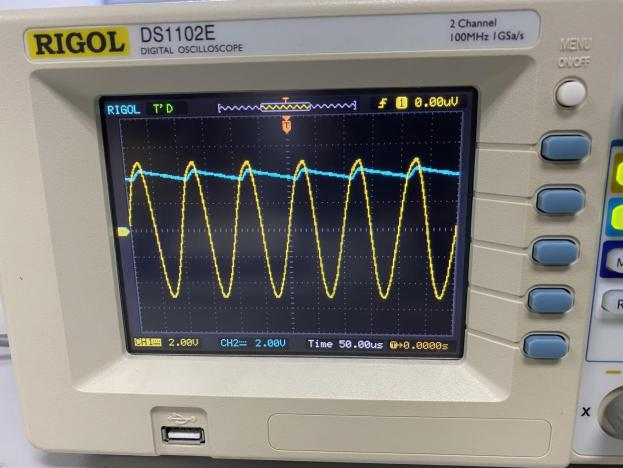 RIGOL DS1102E
DIGITAL OSCILLOSCOPE
2 Channel
100MHz 1GSa/s
MENU
ON/OFF
RIGOL T'D 1 0.00uV
T
CH1 2.00V CH2 2.00V Time 50.00us T→0.0000s
X